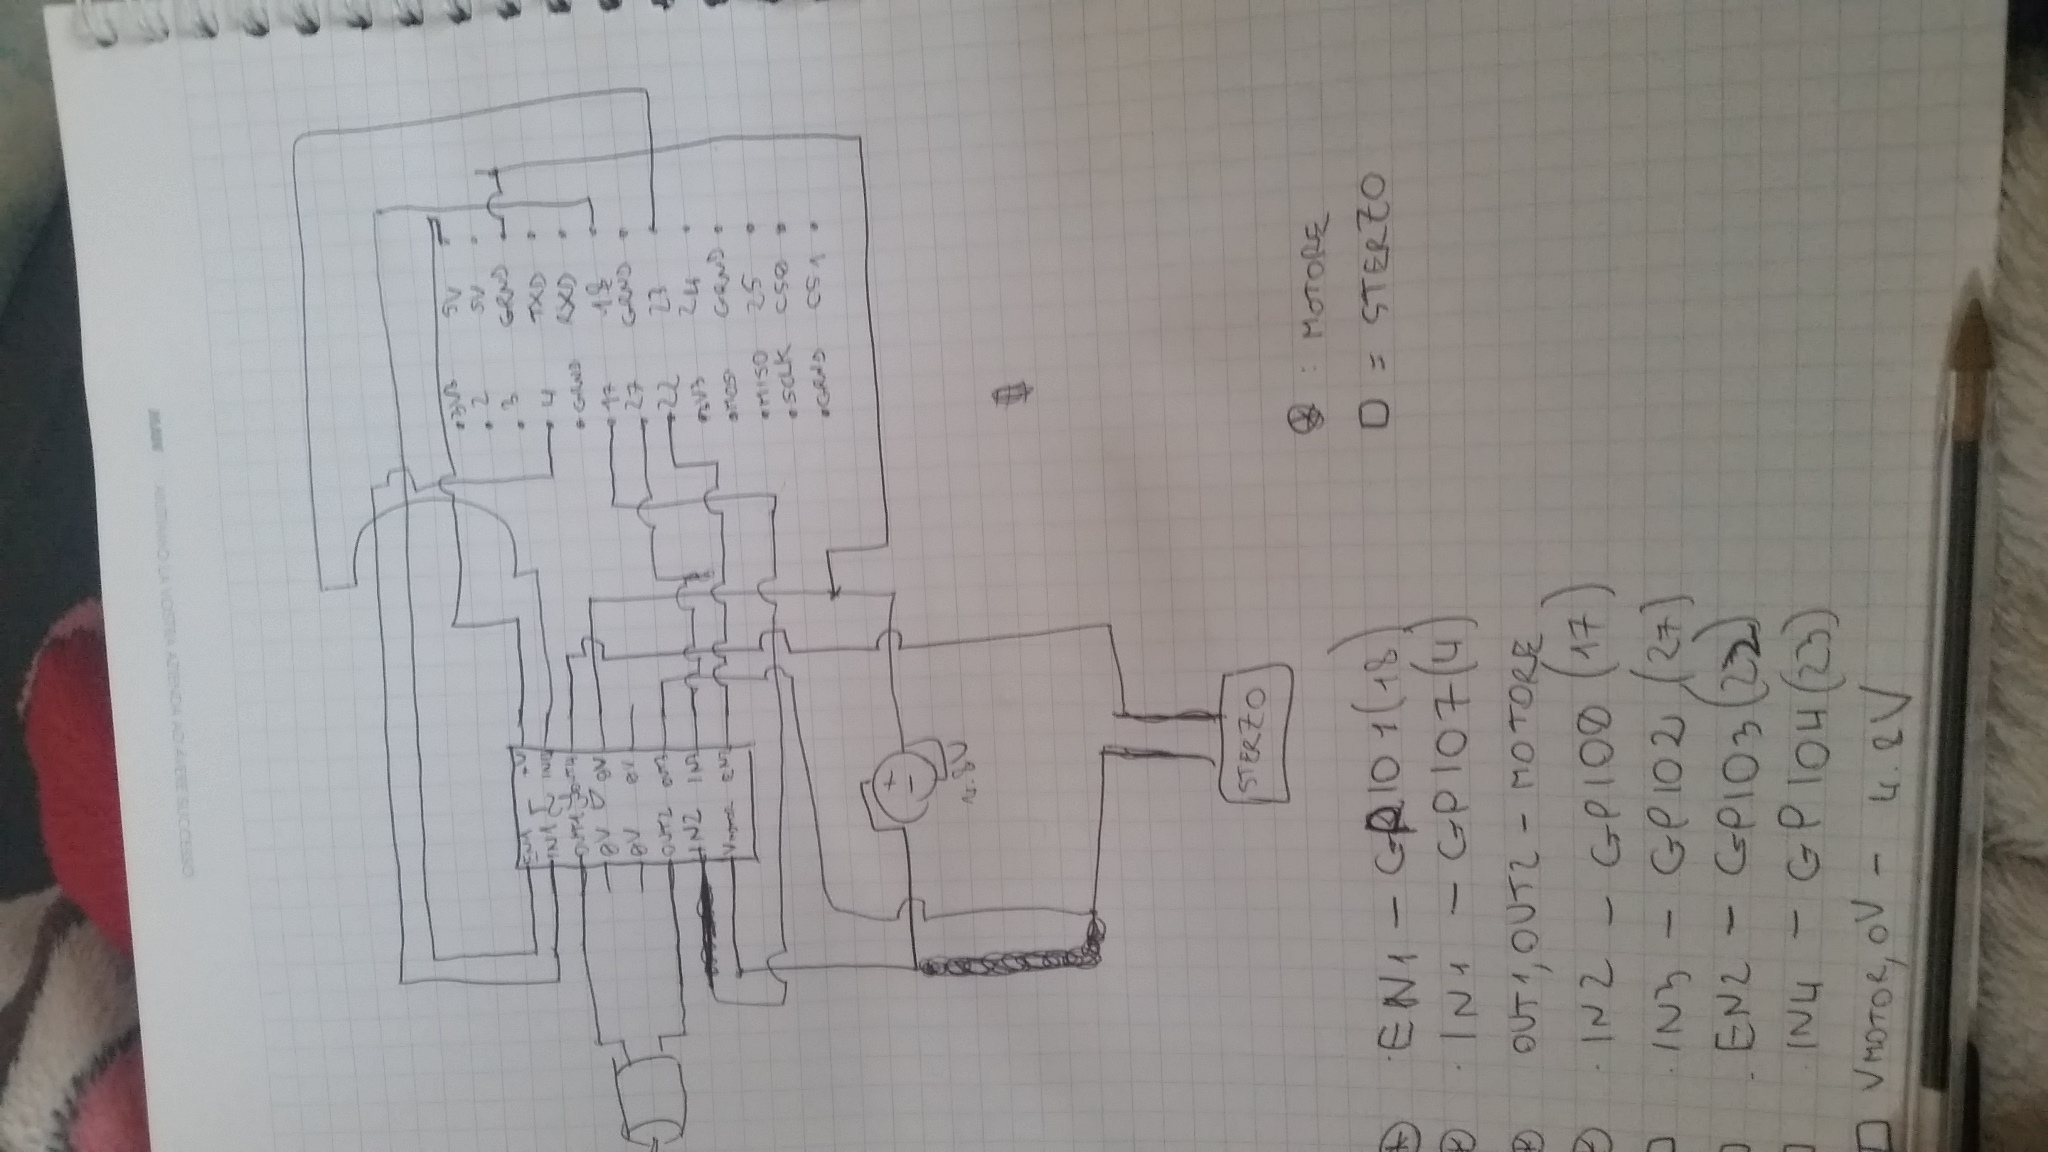 AIUTIAMO LA VOSTRA AZIENDA AD AVERE SUCCESSO
EN1 +V
IN1
OUT1 OUT4
0V 0V
0V 0V
OUT2 OUT3
IN2 IN3
VMOTOR EN2
3V3 5V
2 5V
3 GRND
4 TXD
GRND RXD
17 18
27 GRND
22 23
3V3 24
MOSI GRND
MISO 25
SCLK CS0
GRND CS1
+
-
4.8V
STERZO
: MOTORE
= STERZO
EN1 - GPIO1(18)
IN1 - GPIO7(4)
OUT1,OUT2 - MOTORE
IN2 - GPIO0 (17)
IN3 - GPIO2 (27)
EN2 - GPIO3(22)
IN4 - GPIO4(23)
VMOTOR, 0V - 4.8V